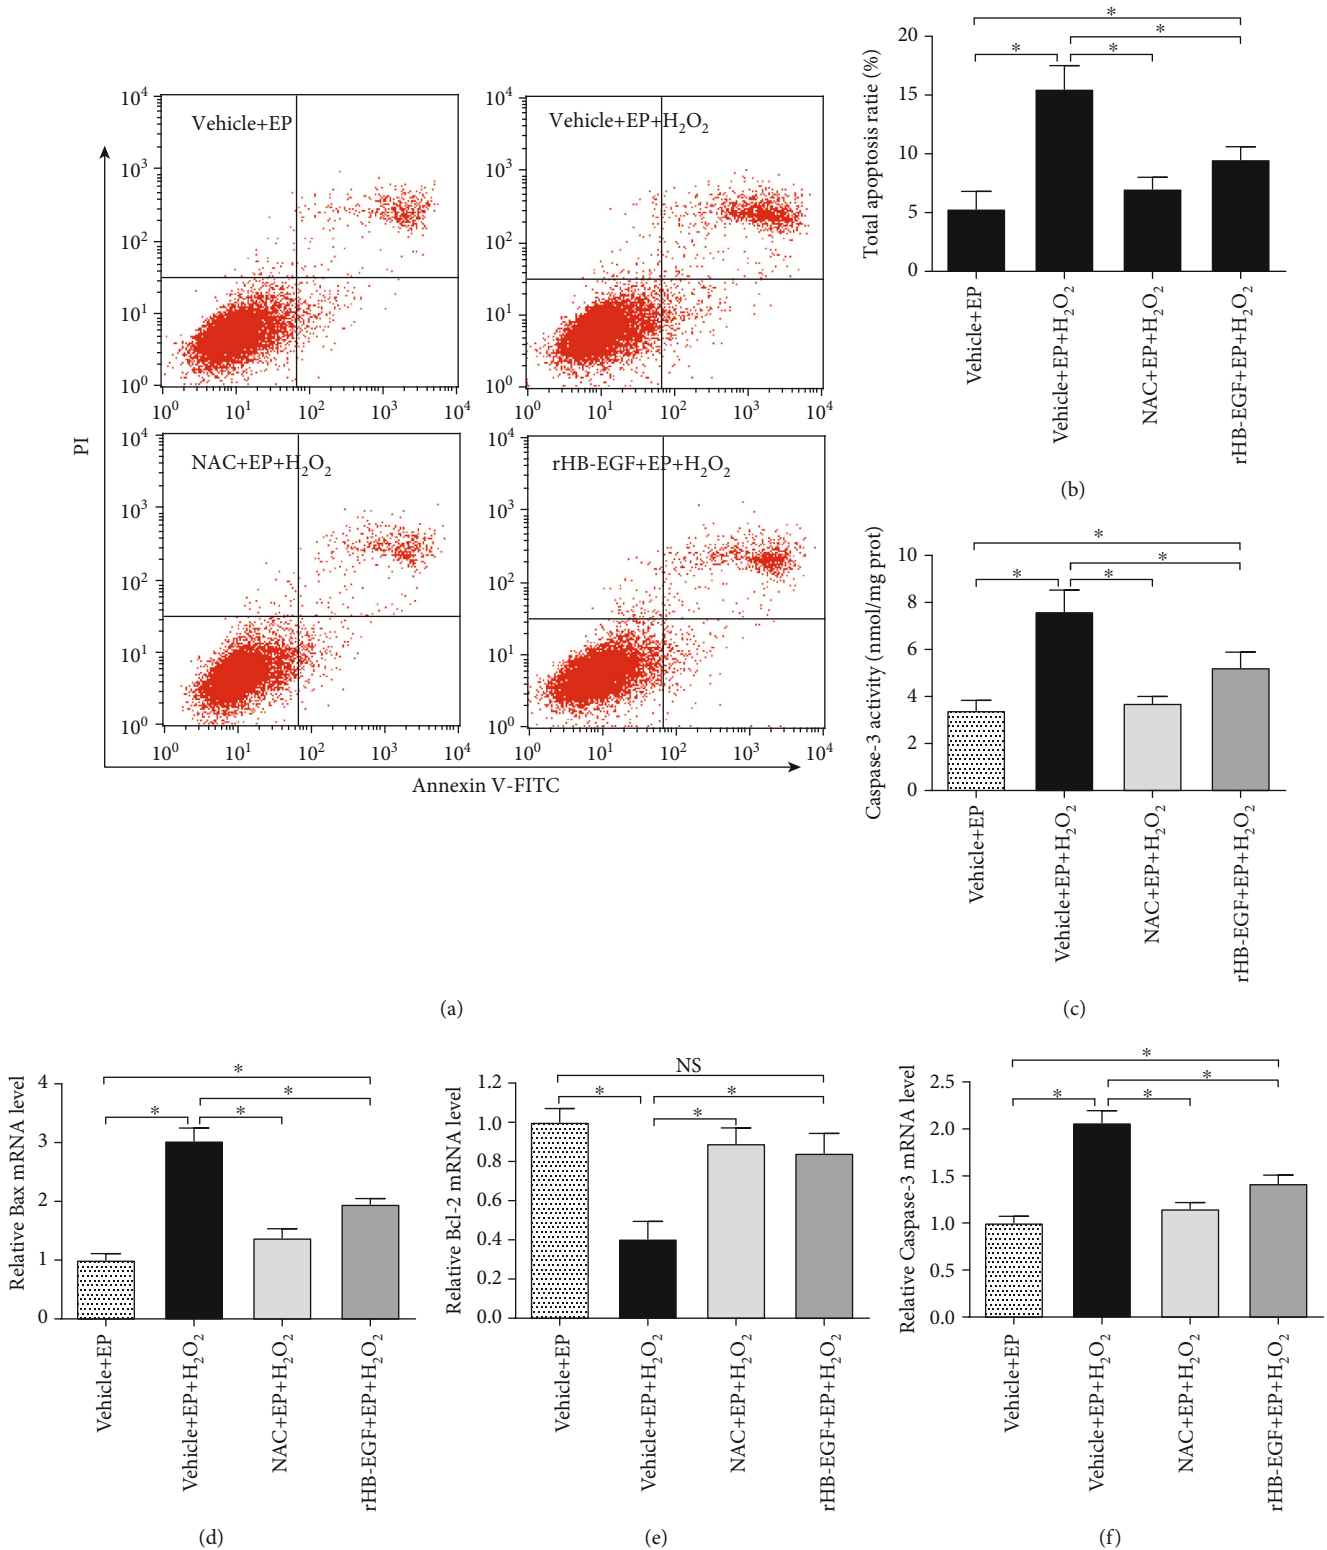 Vehicle+EP
10⁴
10³
10²
10¹
10⁰
10⁰ 10¹ 10² 10³ 10⁴
Vehicle+EP+H₂O₂
10⁴
10³
10²
10¹
10⁰
10⁰ 10¹ 10² 10³ 10⁴
NAC+EP+H₂O₂
10⁴
10³
10²
10¹
10⁰
10⁰ 10¹ 10² 10³ 10⁴
rHB-EGF+EP+H₂O₂
10⁴
10³
10²
10¹
10⁰
10⁰ 10¹ 10² 10³ 10⁴
PI
Annexin V-FITC
(a)
Total apoptosis ratie (%)
20
15
10
5
0
*
*
* *
Vehicle+EP
Vehicle+EP+H₂O₂
NAC+EP+H₂O₂
rHB-EGF+EP+H₂O₂
(b)
Caspase-3 activity (nmol/mg prot)
10
8
6
4
2
0
*
*
* *
Vehicle+EP
Vehicle+EP+H₂O₂
NAC+EP+H₂O₂
rHB-EGF+EP+H₂O₂
(c)
Relative Bax mRNA level
4
3
2
1
0
*
*
* *
Vehicle+EP
Vehicle+EP+H₂O₂
NAC+EP+H₂O₂
rHB-EGF+EP+H₂O₂
(d)
Relative Bcl-2 mRNA level
1.2
1.0
0.8
0.6
0.4
0.2
0.0
NS
* *
*
Vehicle+EP
Vehicle+EP+H₂O₂
NAC+EP+H₂O₂
rHB-EGF+EP+H₂O₂
(e)
Relative Caspase-3 mRNA level
2.5
2.0
1.5
1.0
0.5
0.0
*
*
* *
Vehicle+EP
Vehicle+EP+H₂O₂
NAC+EP+H₂O₂
rHB-EGF+EP+H₂O₂
(f)